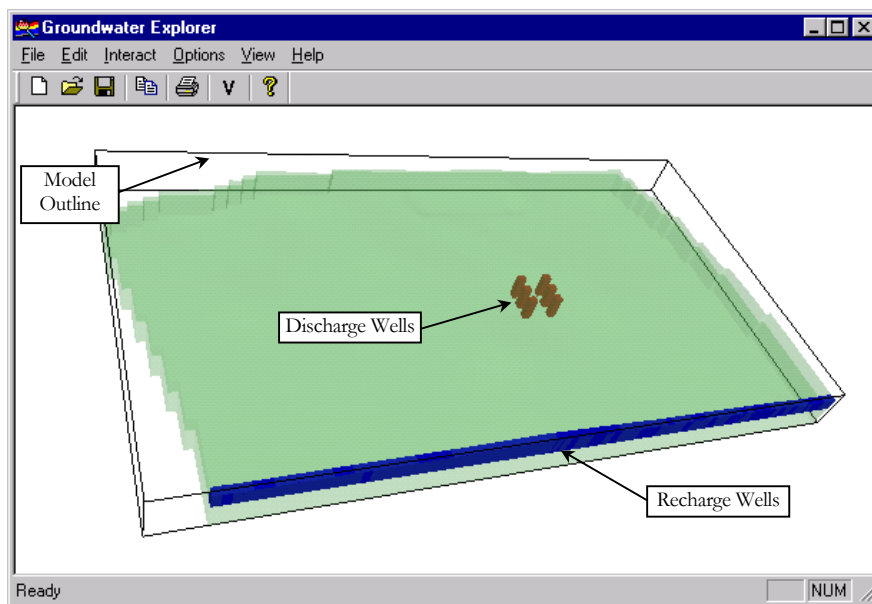 Groundwater Explorer
File Edit Interact Options View Help
V
Model
Outline
Discharge Wells
Recharge Wells
Ready
NUM